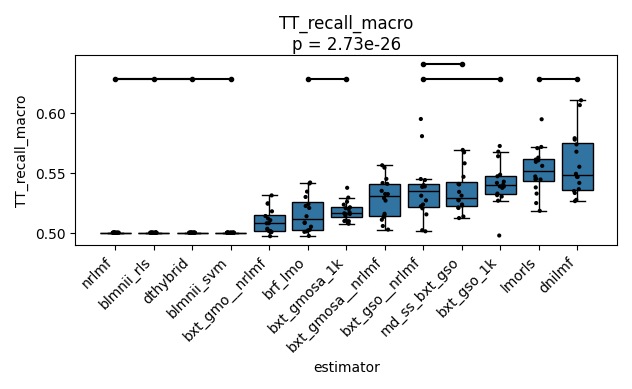 TT_recall_macro
p = 2.73e-26
TT_recall_macro
0.60
0.55
0.50
nrlmf
blmnii_rls
dthybrid
blmnii_svm
bxt_gmo__nrlmf
brf_lmo
bxt_gmosa_1k
bxt_gmosa__nrlmf
bxt_gso__nrlmf
md_ss_bxt_gso
bxt_gso_1k
lmorls
dnilmf
estimator